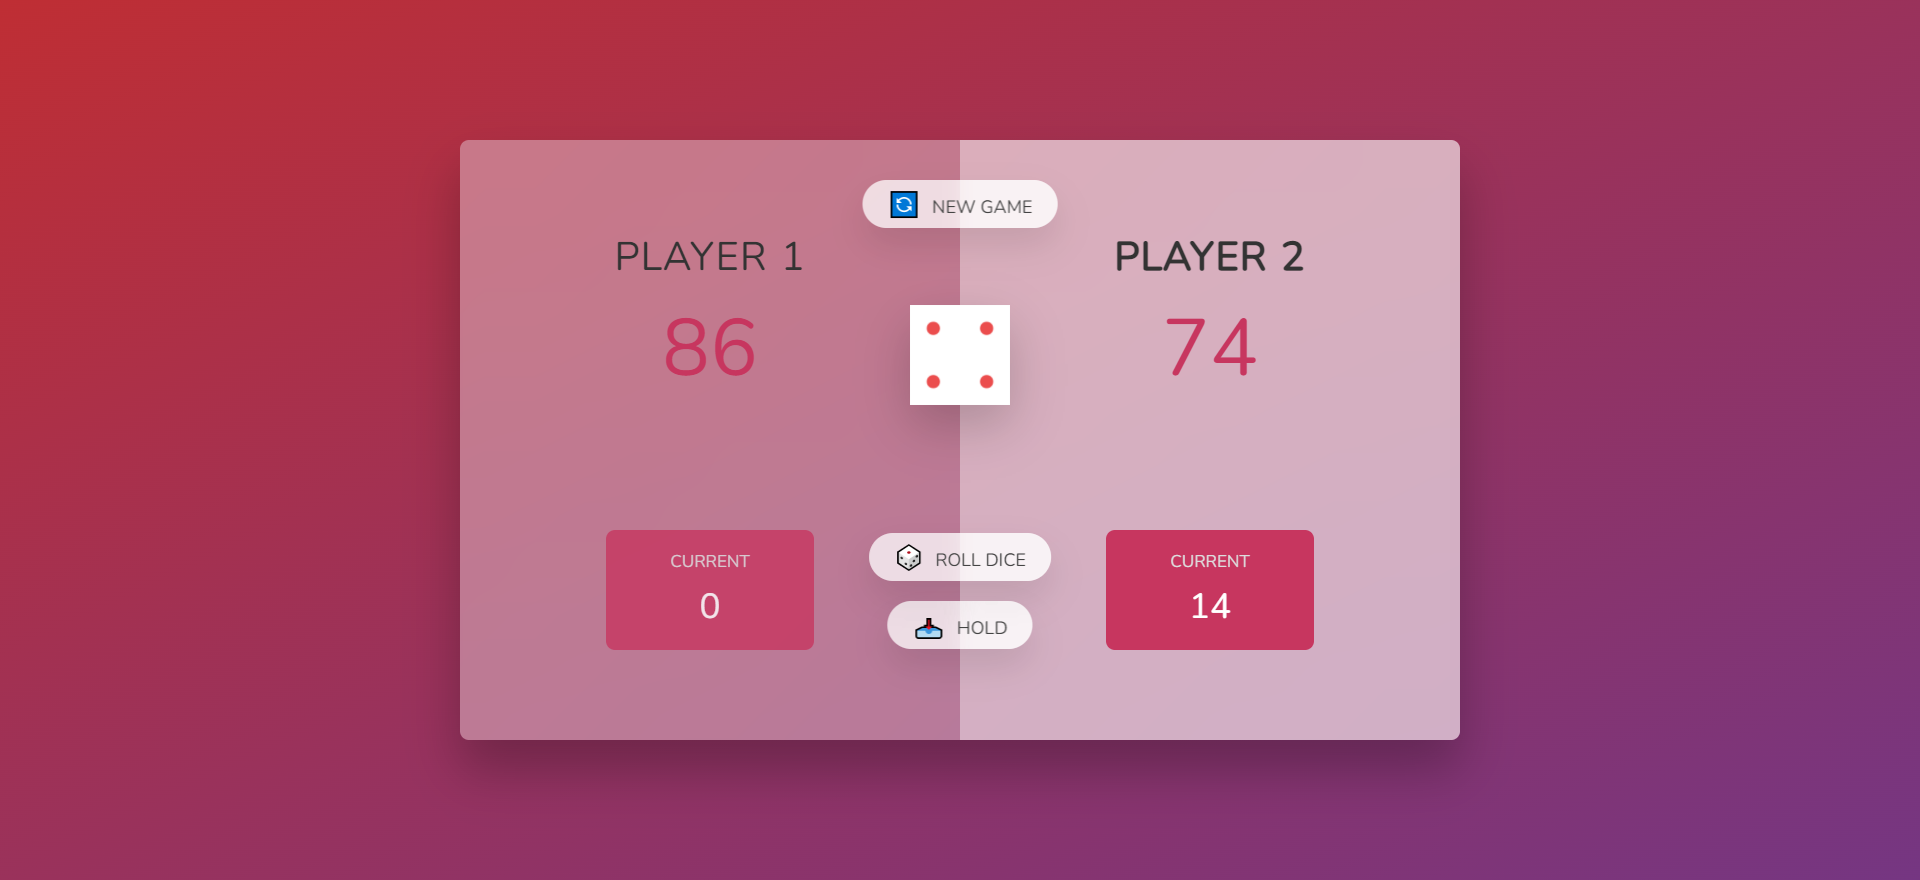 NEW GAME
PLAYER 1
86
PLAYER 2
74
CURRENT
0
ROLL DICE
HOLD
CURRENT
14